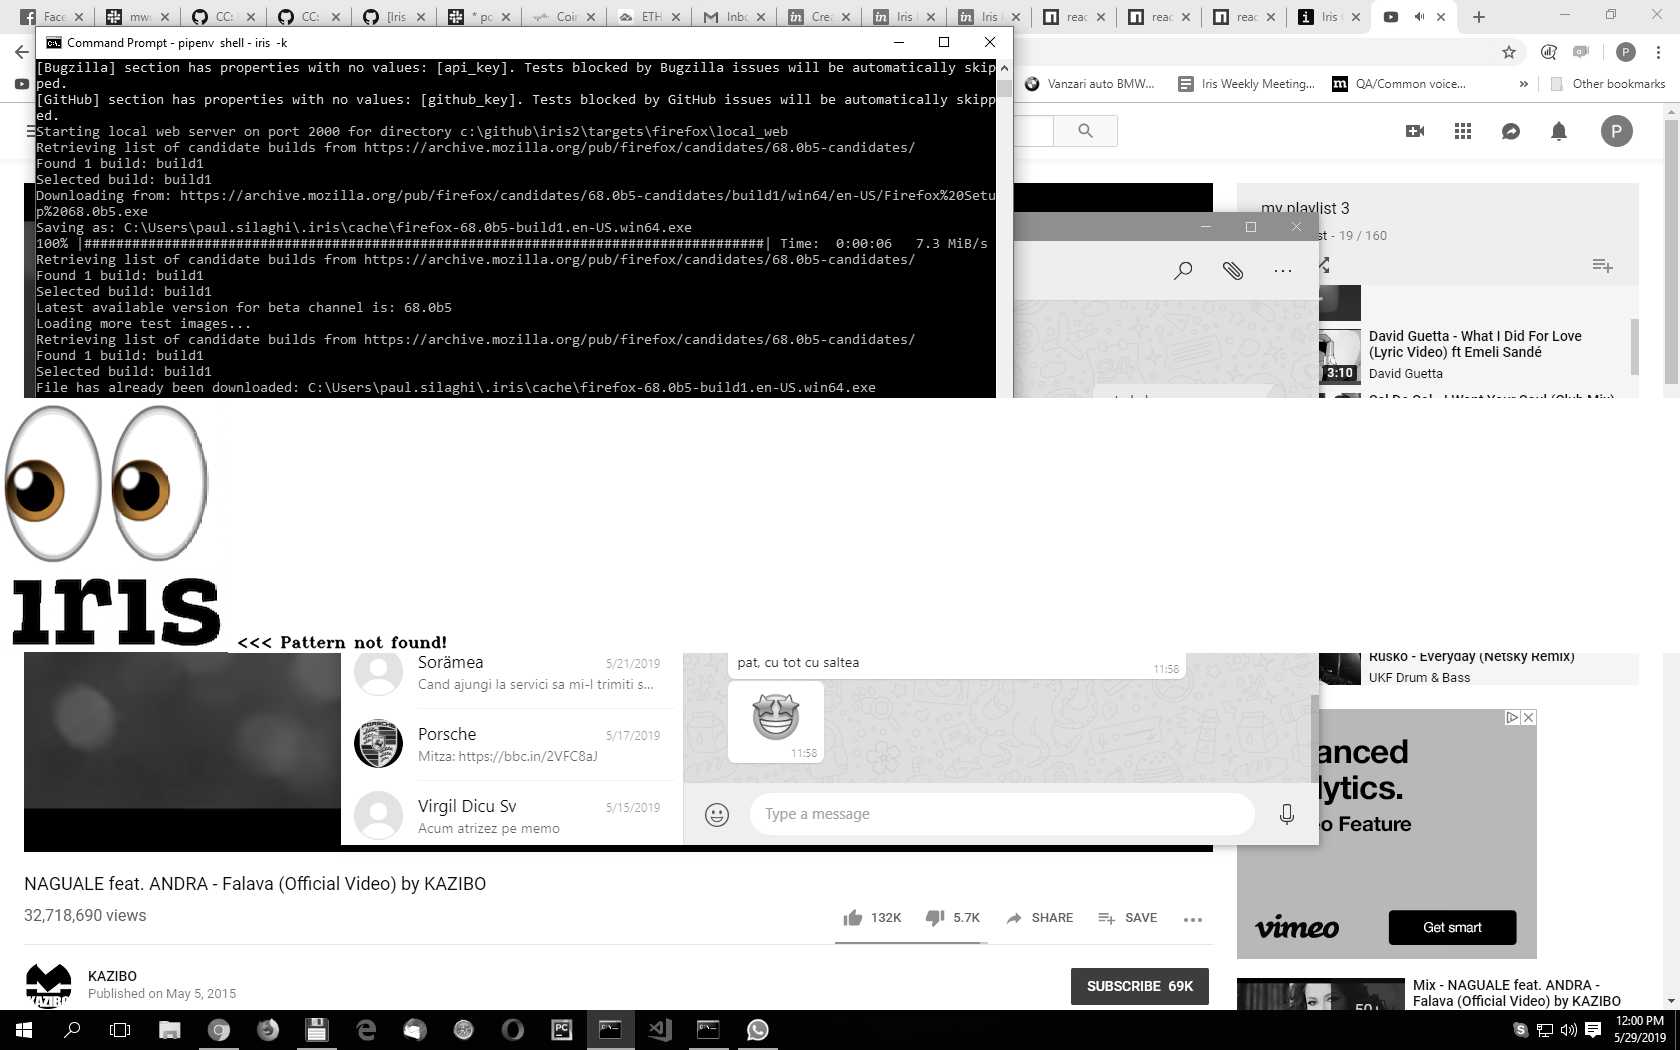 Face
mwo
CC:
CC:
[Iris
* po
Coin
ETH
Inbo
Crea
Iris
Iris
reac
reac
reac
Iris
Command Prompt - pipenv shell - iris -k
[Bugzilla] section has properties with no values: [api_key]. Tests blocked by Bugzilla issues will be automatically skip
ped.
[GitHub] section has properties with no values: [github_key]. Tests blocked by GitHub issues will be automatically skipp
ed.
Starting local web server on port 2000 for directory c:\github\iris2\targets\firefox\local_web
Retrieving list of candidate builds from https://archive.mozilla.org/pub/firefox/candidates/68.0b5-candidates/
Found 1 build: build1
Selected build: build1
Downloading from: https://archive.mozilla.org/pub/firefox/candidates/68.0b5-candidates/build1/win64/en-US/Firefox%20Setu
p%2068.0b5.exe
Saving as: C:\Users\paul.silaghi\.iris\cache\firefox-68.0b5-build1.en-US.win64.exe
100% |#####################################################################################| Time:  0:00:06   7.3 MiB/s
Retrieving list of candidate builds from https://archive.mozilla.org/pub/firefox/candidates/68.0b5-candidates/
Found 1 build: build1
Selected build: build1
Latest available version for beta channel is: 68.0b5
Loading more test images...
Retrieving list of candidate builds from https://archive.mozilla.org/pub/firefox/candidates/68.0b5-candidates/
Found 1 build: build1
Selected build: build1
File has already been downloaded: C:\Users\paul.silaghi\.iris\cache\firefox-68.0b5-build1.en-US.win64.exe
P
Vanzari auto BMW...
Iris Weekly Meeting...
QA/Common voice...
»
Other bookmarks
P
my playlist 3
st - 19 / 160
3:10
David Guetta - What I Did For Love
(Lyric Video) ft Emeli Sandé
David Guetta
iris
<<< Pattern not found!
Sorämea
5/21/2019
Cand ajungi la servici sa mi-l trimiti s...
Porsche
5/17/2019
Mitza: https://bbc.in/2VFC8aJ
Virgil Dicu Sv
5/15/2019
Acum atrizez pe memo
pat, cu tot cu saltea
11:58
11:58
Type a message
Rusko - Everyday (Netsky Remix)
UKF Drum & Bass
anced
lytics.
o Feature
vimeo
Get smart
NAGUALE feat. ANDRA - Falava (Official Video) by KAZIBO
32,718,690 views
132K
5.7K
SHARE
SAVE
KAZIBO
KAZIBO
Published on May 5, 2015
SUBSCRIBE 69K
50+
Mix - NAGUALE feat. ANDRA -
Falava (Official Video) by KAZIBO
PC
12:00 PM
5/29/2019